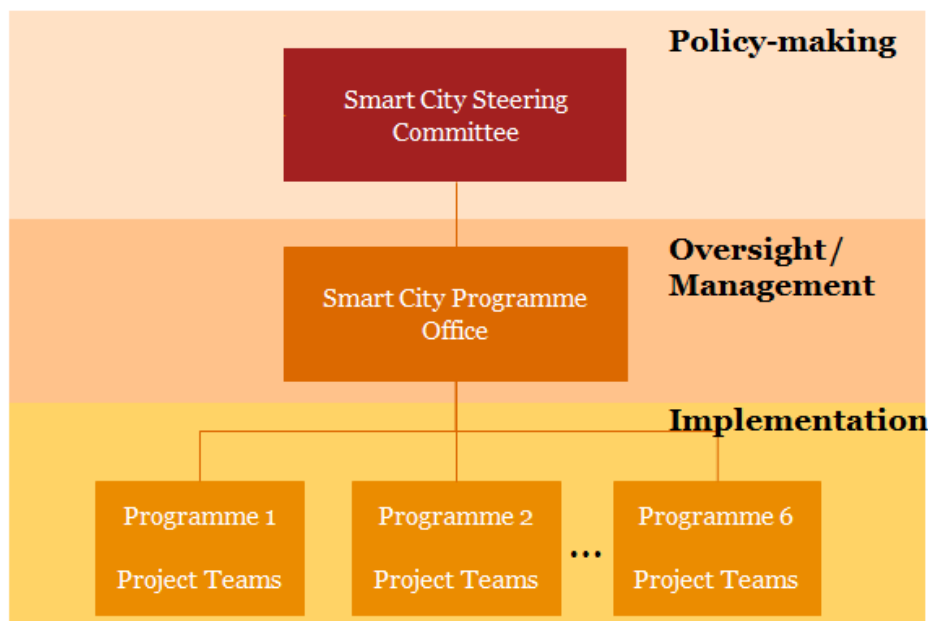 Policy-making
Smart City Steering
Committee
Oversight/
Management
Smart City Programme
Office
Implementation
Programme 1
Project Teams
Programme 2
Project Teams
...
Programme 6
Project Teams